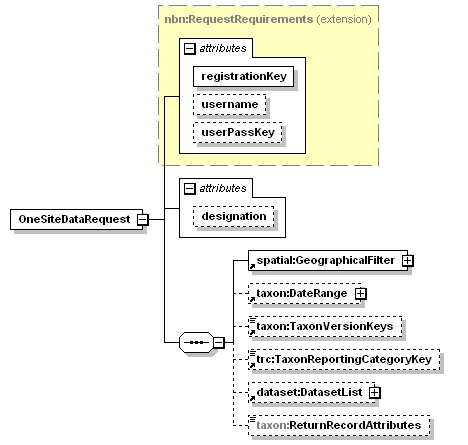 nbn:RequestRequirements (extension)
attributes
registrationKey
username
userPassKey
attributes
designation
OneSiteDataRequest
spatial:GeographicalFilter
taxon:DateRange
taxon:TaxonVersionKeys
trc:TaxonReportingCategoryKey
dataset:DatasetList
taxon:ReturnRecordAttributes